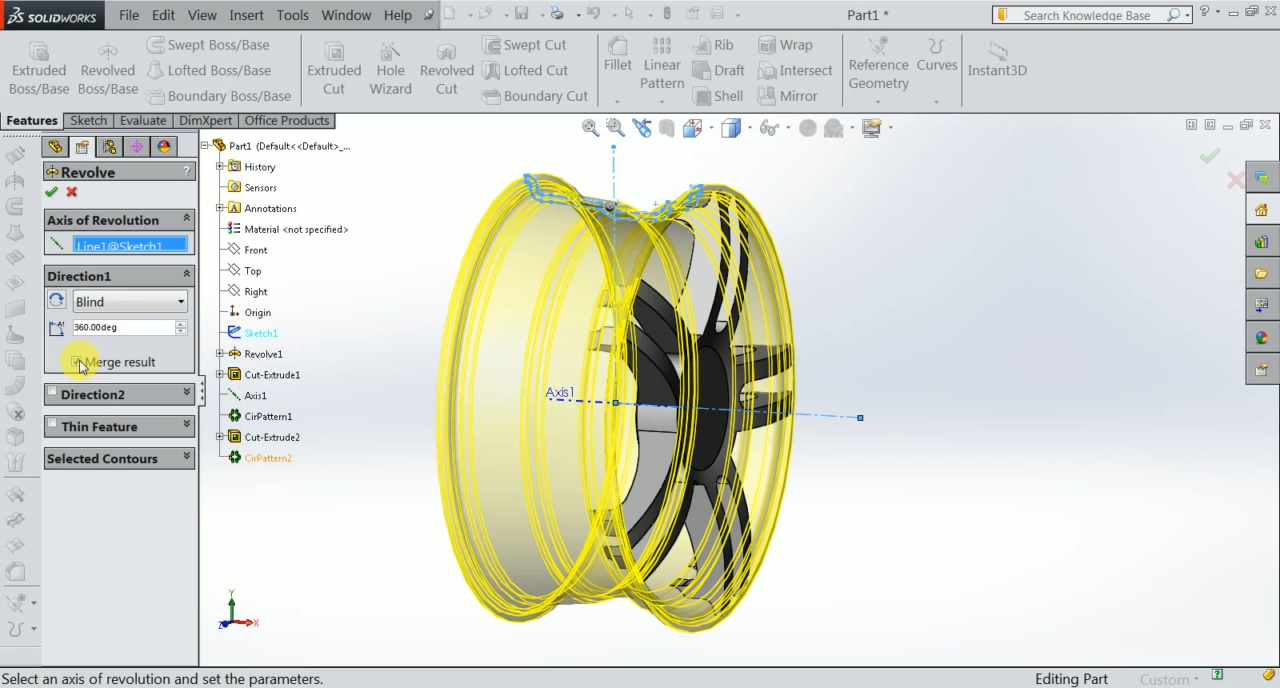 SOLIDWORKS File Edit View Insert Tools Window Help Part1 * Search Knowledge Base ?
Extruded Boss/Base
Revolved Boss/Base
Swept Boss/Base
Lofted Boss/Base
Boundary Boss/Base
Extruded Cut
Hole Wizard
Revolved Cut
Swept Cut
Lofted Cut
Boundary Cut
Fillet
Linear Pattern
Rib
Draft
Shell
Wrap
Intersect
Mirror
Reference Geometry
Curves
Instant3D
Features Sketch Evaluate DimXpert Office Products
Revolve ?
Axis of Revolution
Line1@Sketch1
Direction1
Blind
360.00deg
Merge result
Direction2
Thin Feature
Selected Contours
Part1 (Default<<Default>_...
History
Sensors
Annotations
Material <not specified>
Front
Top
Right
Origin
Sketch1
Revolve1
Cut-Extrude1
Axis1
CirPattern1
Cut-Extrude2
CirPattern2
Axis1
Y
Z X
Select an axis of revolution and set the parameters. Editing Part Custom ?